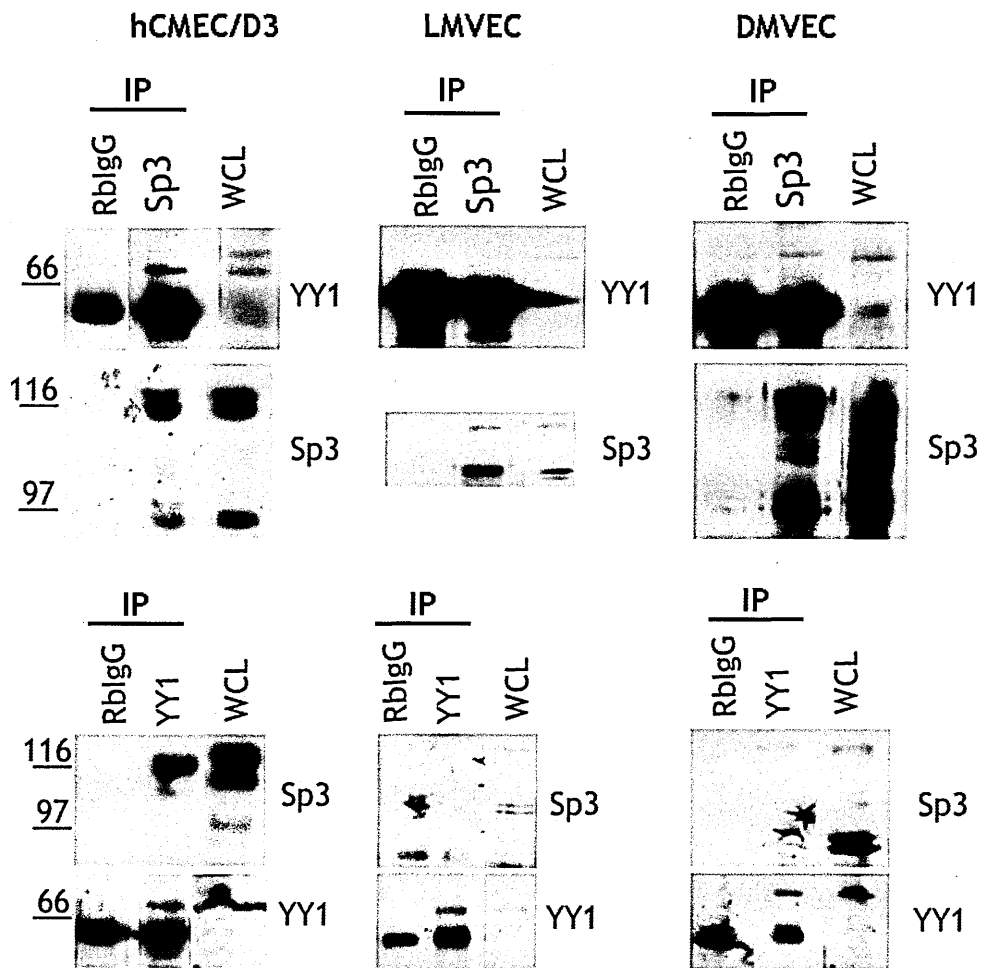 hCMEC/D3 LMVEC DMVEC
IP IP IP
RbIgG Sp3 WCL RbIgG Sp3 WCL RbIgG Sp3 WCL
66 YY1 YY1 YY1
116 Sp3 Sp3 Sp3
97
IP IP IP
RbIgG YY1 WCL RbIgG YY1 WCL RbIgG YY1 WCL
116 Sp3 Sp3 Sp3
97
66 YY1 YY1 YY1